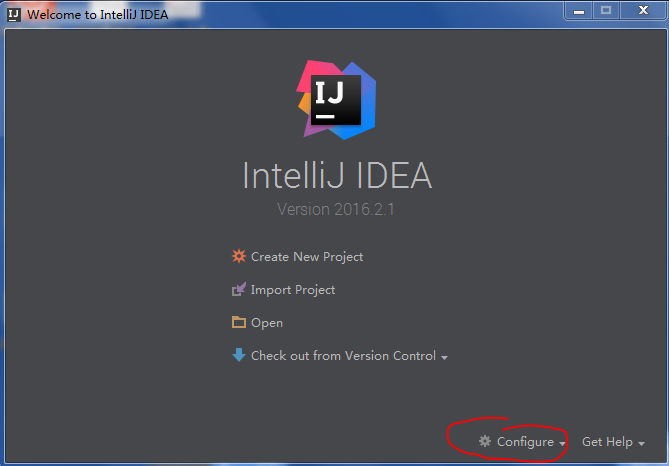 Welcome to IntelliJ IDEA
IJ
IntelliJ IDEA
Version 2016.2.1
Create New Project
Import Project
Open
Check out from Version Control
Configure
Get Help